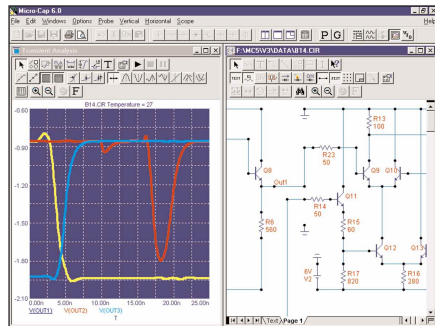 Micro-Cap 6.0
File Edit Windows Options Probe Vertical Horizontal Scope Help
Transient Analysis
F:\MC5V3\DATA\B14.CIR
TEXT
P G
F
B14.CIR Temperature = 27
-0.60
-0.90
-1.20
-1.50
-1.80
-2.10
0.00n 5.00n 10.00n 15.00n 20.00n 25.00n
V(OUT1) V(OUT2) V(OUT3)
T
R13
100
R23
50
Q8
Q9
Q10
Out1
Q11
R14
50
R6
560
R15
60
Q12
Q13
6V
V2
R17
820
R16
280
Text Page 1